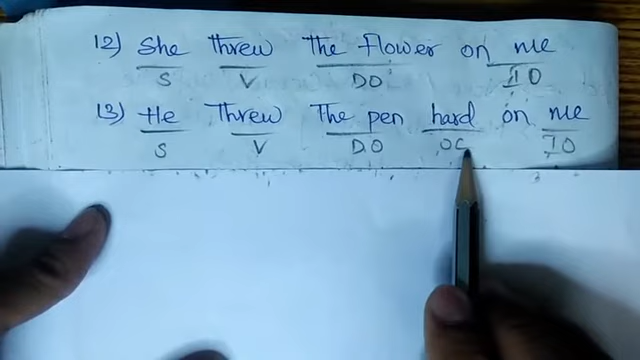 12) She threw the flower on me
S V DO IO
13) He threw the pen hard on me
S V DO OC IO